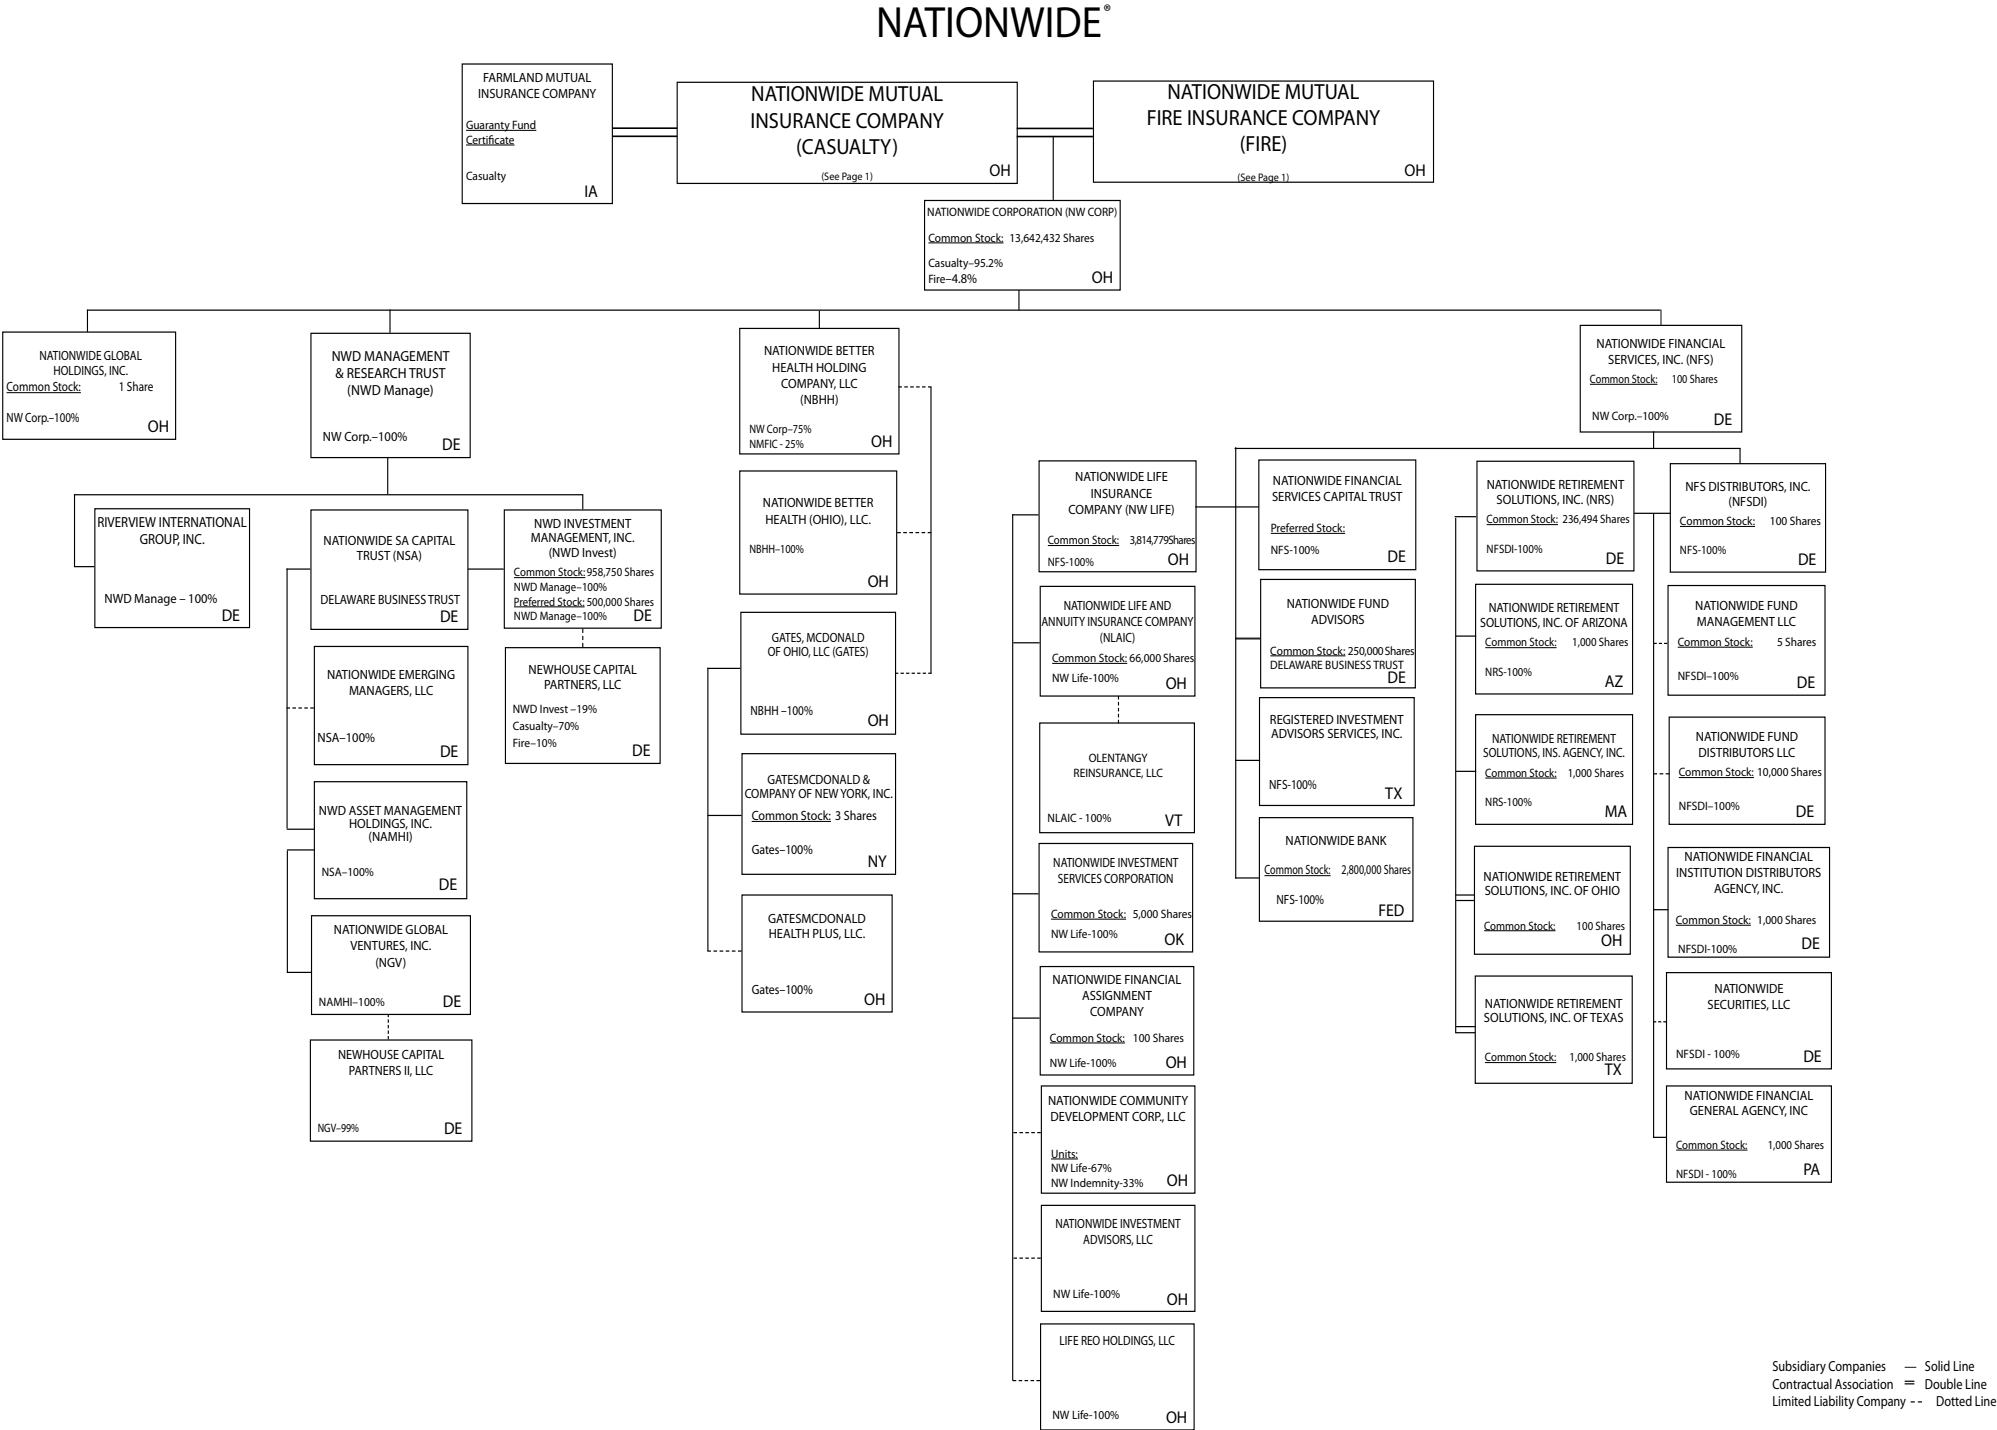 NATIONWIDE®
FARMLAND MUTUAL
INSURANCE COMPANY
Guaranty Fund
Certificate
Casualty
IA
NATIONWIDE MUTUAL
INSURANCE COMPANY
(CASUALTY)
(See Page 1)
OH
NATIONWIDE MUTUAL
FIRE INSURANCE COMPANY
(FIRE)
(See Page 1)
OH
NATIONWIDE CORPORATION (NW CORP)
Common Stock: 13,642,432 Shares
Casualty–95.2%
Fire–4.8%
OH
NATIONWIDE GLOBAL
HOLDINGS, INC.
Common Stock: 1 Share
NW Corp.–100%
OH
NWD MANAGEMENT
& RESEARCH TRUST
(NWD Manage)
NW Corp.–100%
DE
NATIONWIDE BETTER
HEALTH HOLDING
COMPANY, LLC
(NBHH)
NW Corp–75%
NMFIC - 25%
OH
NATIONWIDE FINANCIAL
SERVICES, INC. (NFS)
Common Stock: 100 Shares
NW Corp.–100%
DE
RIVERVIEW INTERNATIONAL
GROUP, INC.
NWD Manage – 100%
DE
NATIONWIDE SA CAPITAL
TRUST (NSA)
DELAWARE BUSINESS TRUST
DE
NWD INVESTMENT
MANAGEMENT, INC.
(NWD Invest)
Common Stock: 958,750 Shares
NWD Manage–100%
Preferred Stock: 500,000 Shares
NWD Manage–100%
DE
NATIONWIDE EMERGING
MANAGERS, LLC
NSA–100%
DE
NEWHOUSE CAPITAL
PARTNERS, LLC
NWD Invest –19%
Casualty–70%
Fire–10%
DE
NWD ASSET MANAGEMENT
HOLDINGS, INC.
(NAMHI)
NSA–100%
DE
NATIONWIDE GLOBAL
VENTURES, INC.
(NGV)
NAMHI–100%
DE
NEWHOUSE CAPITAL
PARTNERS II, LLC
NGV–99%
DE
NATIONWIDE BETTER
HEALTH (OHIO), LLC.
NBHH–100%
OH
GATES, MCDONALD
OF OHIO, LLC (GATES)
NBHH –100%
OH
GATESMCDONALD &
COMPANY OF NEW YORK, INC.
Common Stock: 3 Shares
Gates–100%
NY
GATESMCDONALD
HEALTH PLUS, LLC.
Gates–100%
OH
NATIONWIDE LIFE
INSURANCE
COMPANY (NW LIFE)
Common Stock: 3,814,779Shares
NFS-100%
OH
NATIONWIDE LIFE AND
ANNUITY INSURANCE COMPANY
(NLAIC)
Common Stock: 66,000 Shares
NW Life-100%
OH
OLENTANGY
REINSURANCE, LLC
NLAIC - 100%
VT
NATIONWIDE INVESTMENT
SERVICES CORPORATION
Common Stock: 5,000 Shares
NW Life-100%
OK
NATIONWIDE FINANCIAL
ASSIGNMENT
COMPANY
Common Stock: 100 Shares
NW Life-100%
OH
NATIONWIDE COMMUNITY
DEVELOPMENT CORP., LLC
Units:
NW Life-67%
NW Indemnity-33%
OH
NATIONWIDE INVESTMENT
ADVISORS, LLC
NW Life-100%
OH
LIFE REO HOLDINGS, LLC
NW Life-100%
OH
NATIONWIDE FINANCIAL
SERVICES CAPITAL TRUST
Preferred Stock:
NFS-100%
DE
NATIONWIDE FUND
ADVISORS
Common Stock: 250,000 Shares
DELAWARE BUSINESS TRUST
DE
REGISTERED INVESTMENT
ADVISORS SERVICES, INC.
NFS-100%
TX
NATIONWIDE BANK
Common Stock: 2,800,000 Shares
NFS-100%
FED
NATIONWIDE RETIREMENT
SOLUTIONS, INC. (NRS)
Common Stock: 236,494 Shares
NFSDI-100%
DE
NATIONWIDE RETIREMENT
SOLUTIONS, INC. OF ARIZONA
Common Stock: 1,000 Shares
NRS-100%
AZ
NATIONWIDE RETIREMENT
SOLUTIONS, INS. AGENCY, INC.
Common Stock: 1,000 Shares
NRS-100%
MA
NATIONWIDE RETIREMENT
SOLUTIONS, INC. OF OHIO
Common Stock: 100 Shares
OH
NATIONWIDE RETIREMENT
SOLUTIONS, INC. OF TEXAS
Common Stock: 1,000 Shares
TX
NFS DISTRIBUTORS, INC.
(NFSDI)
Common Stock: 100 Shares
NFS-100%
DE
NATIONWIDE FUND
MANAGEMENT LLC
Common Stock: 5 Shares
NFSDI–100%
DE
NATIONWIDE FUND
DISTRIBUTORS LLC
Common Stock: 10,000 Shares
NFSDI–100%
DE
NATIONWIDE FINANCIAL
INSTITUTION DISTRIBUTORS
AGENCY, INC.
Common Stock: 1,000 Shares
NFSDI-100%
DE
NATIONWIDE
SECURITIES, LLC
NFSDI - 100%
DE
NATIONWIDE FINANCIAL
GENERAL AGENCY, INC
Common Stock: 1,000 Shares
NFSDI - 100%
PA
Subsidiary Companies — Solid Line
Contractual Association = Double Line
Limited Liability Company -- Dotted Line